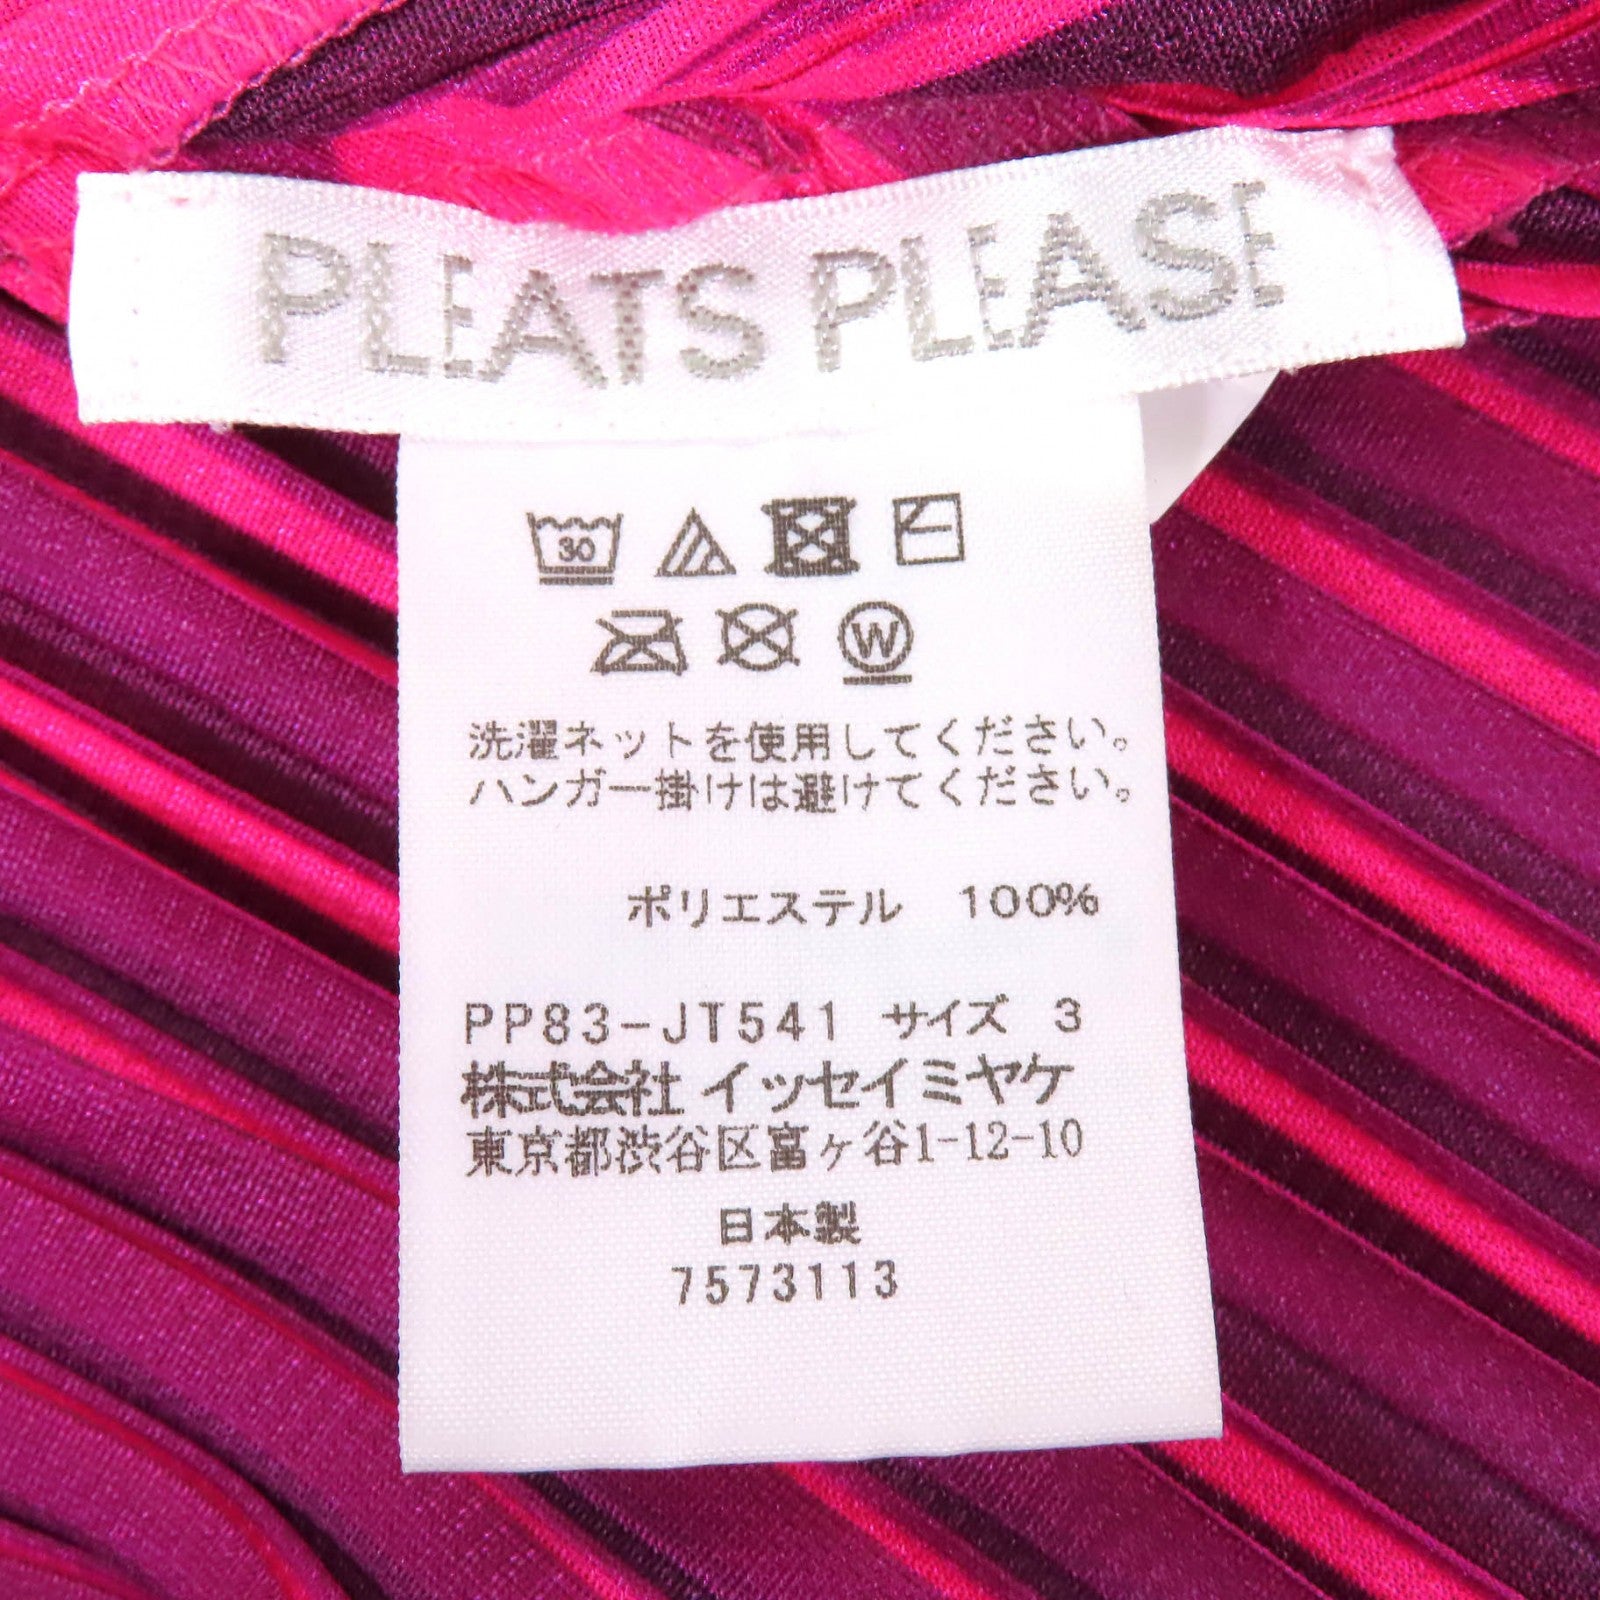 PLEATS PLEASE
30
W
洗濯ネットを使用してください。
ハンガー掛けは避けてください。
ポリエステル 100%
PP83-JT541 サイズ 3
株式会社 イッセイミヤケ
東京都渋谷区富ヶ谷1-12-10
日本製
7573113